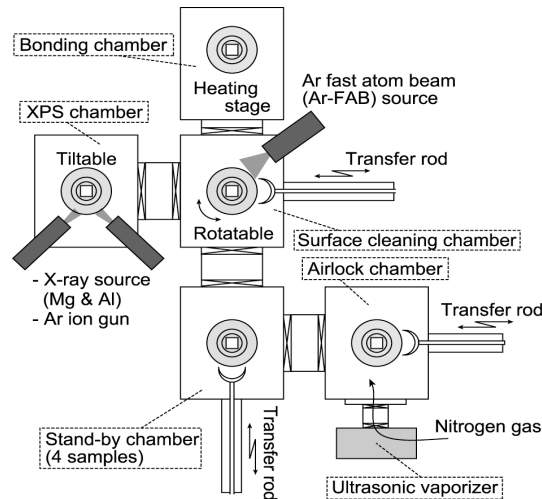 Bonding chamber
Heating
stage
Ar fast atom beam
(Ar-FAB) source
XPS chamber
Tiltable
Transfer rod
Rotatable
Surface cleaning chamber
- X-ray source
(Mg & Al)
- Ar ion gun
Airlock chamber
Transfer rod
Stand-by chamber
(4 samples)
Transfer rod
Nitrogen gas
Ultrasonic vaporizer